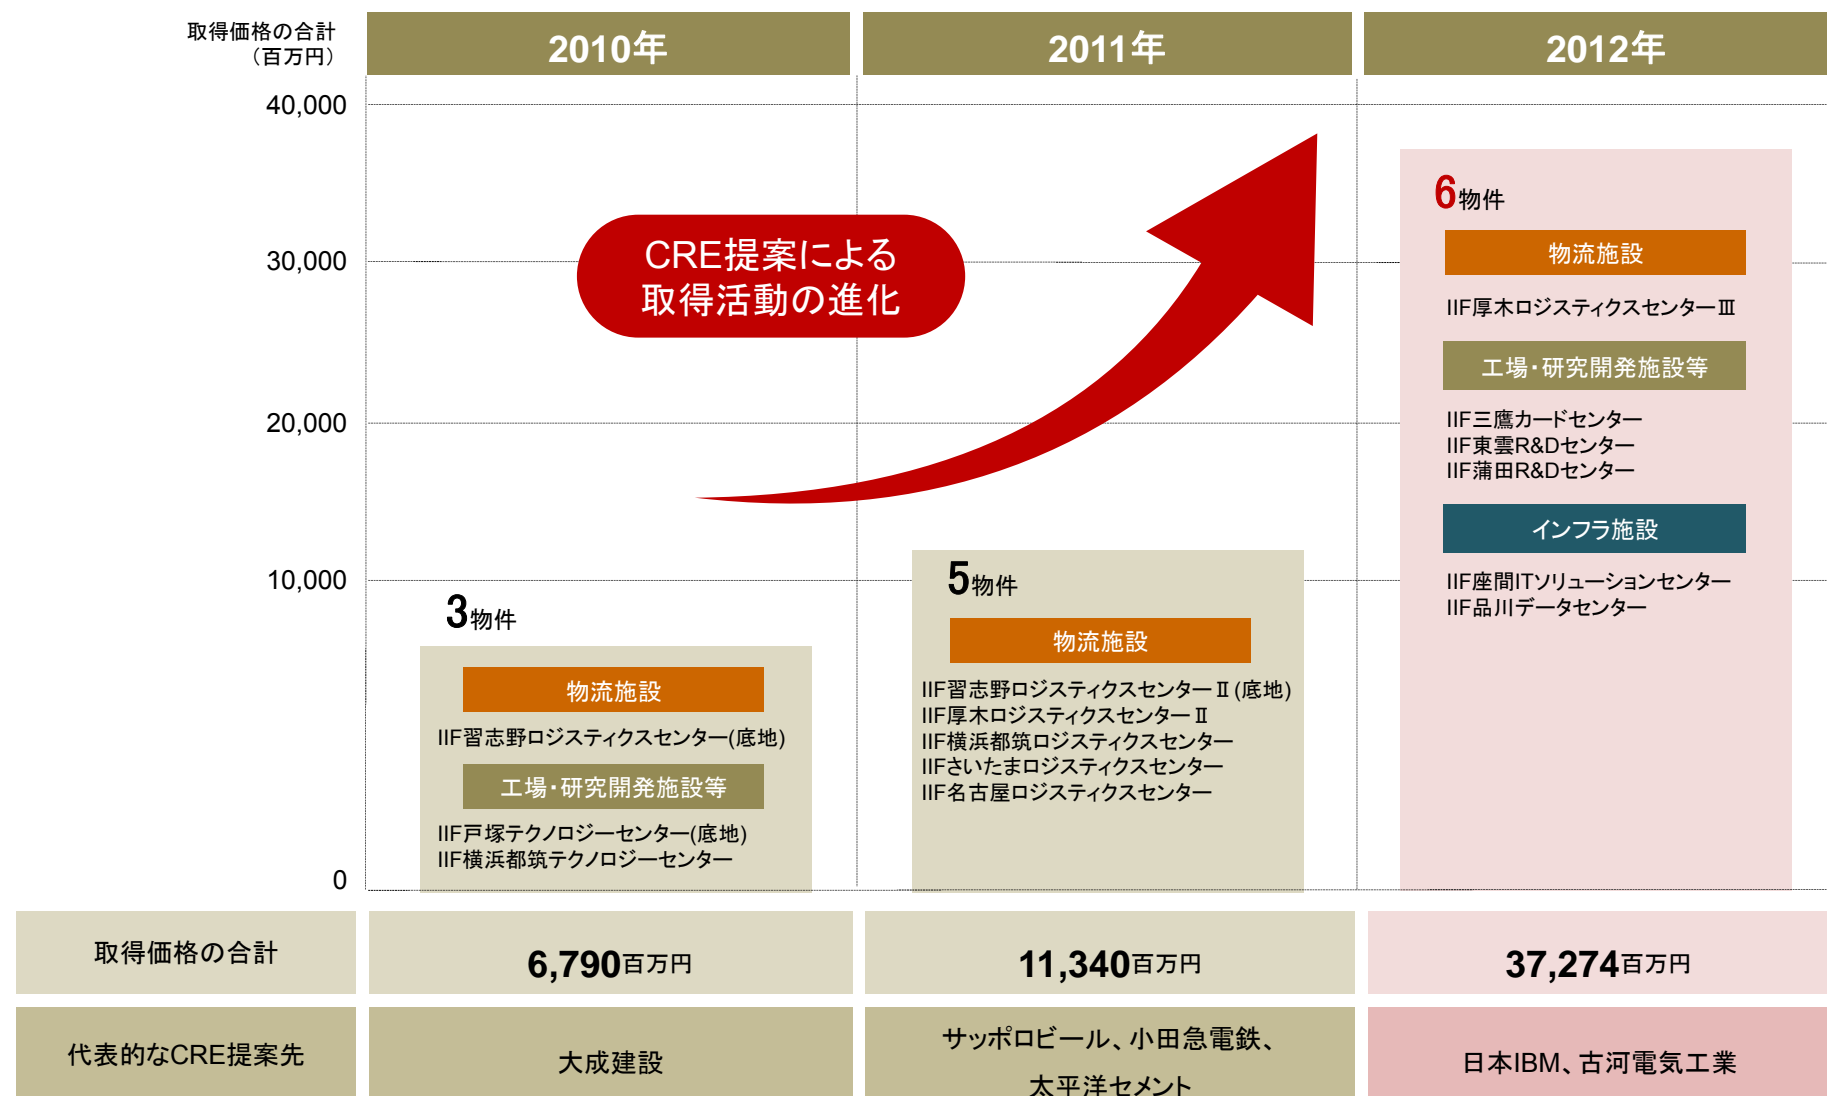 取得価格の合計
（百万円）
2010年
2011年
2012年
40,000
30,000
20,000
10,000
0
CRE提案による
取得活動の進化
3物件
物流施設
IIF習志野ロジスティクスセンター(底地)
工場・研究開発施設等
IIF戸塚テクノロジーセンター(底地)
IIF横浜都筑テクノロジーセンター
5物件
物流施設
IIF習志野ロジスティクスセンターⅡ(底地)
IIF厚木ロジスティクスセンターⅡ
IIF横浜都筑ロジスティクスセンター
IIFさいたまロジスティクスセンター
IIF名古屋ロジスティクスセンター
6物件
物流施設
IIF厚木ロジスティクスセンターⅢ
工場・研究開発施設等
IIF三鷹カードセンター
IIF東雲R&Dセンター
IIF蒲田R&Dセンター
インフラ施設
IIF座間ITソリューションセンター
IIF品川データセンター
取得価格の合計
6,790百万円
11,340百万円
37,274百万円
代表的なCRE提案先
大成建設
サッポロビール、小田急電鉄、
太平洋セメント
日本IBM、古河電気工業